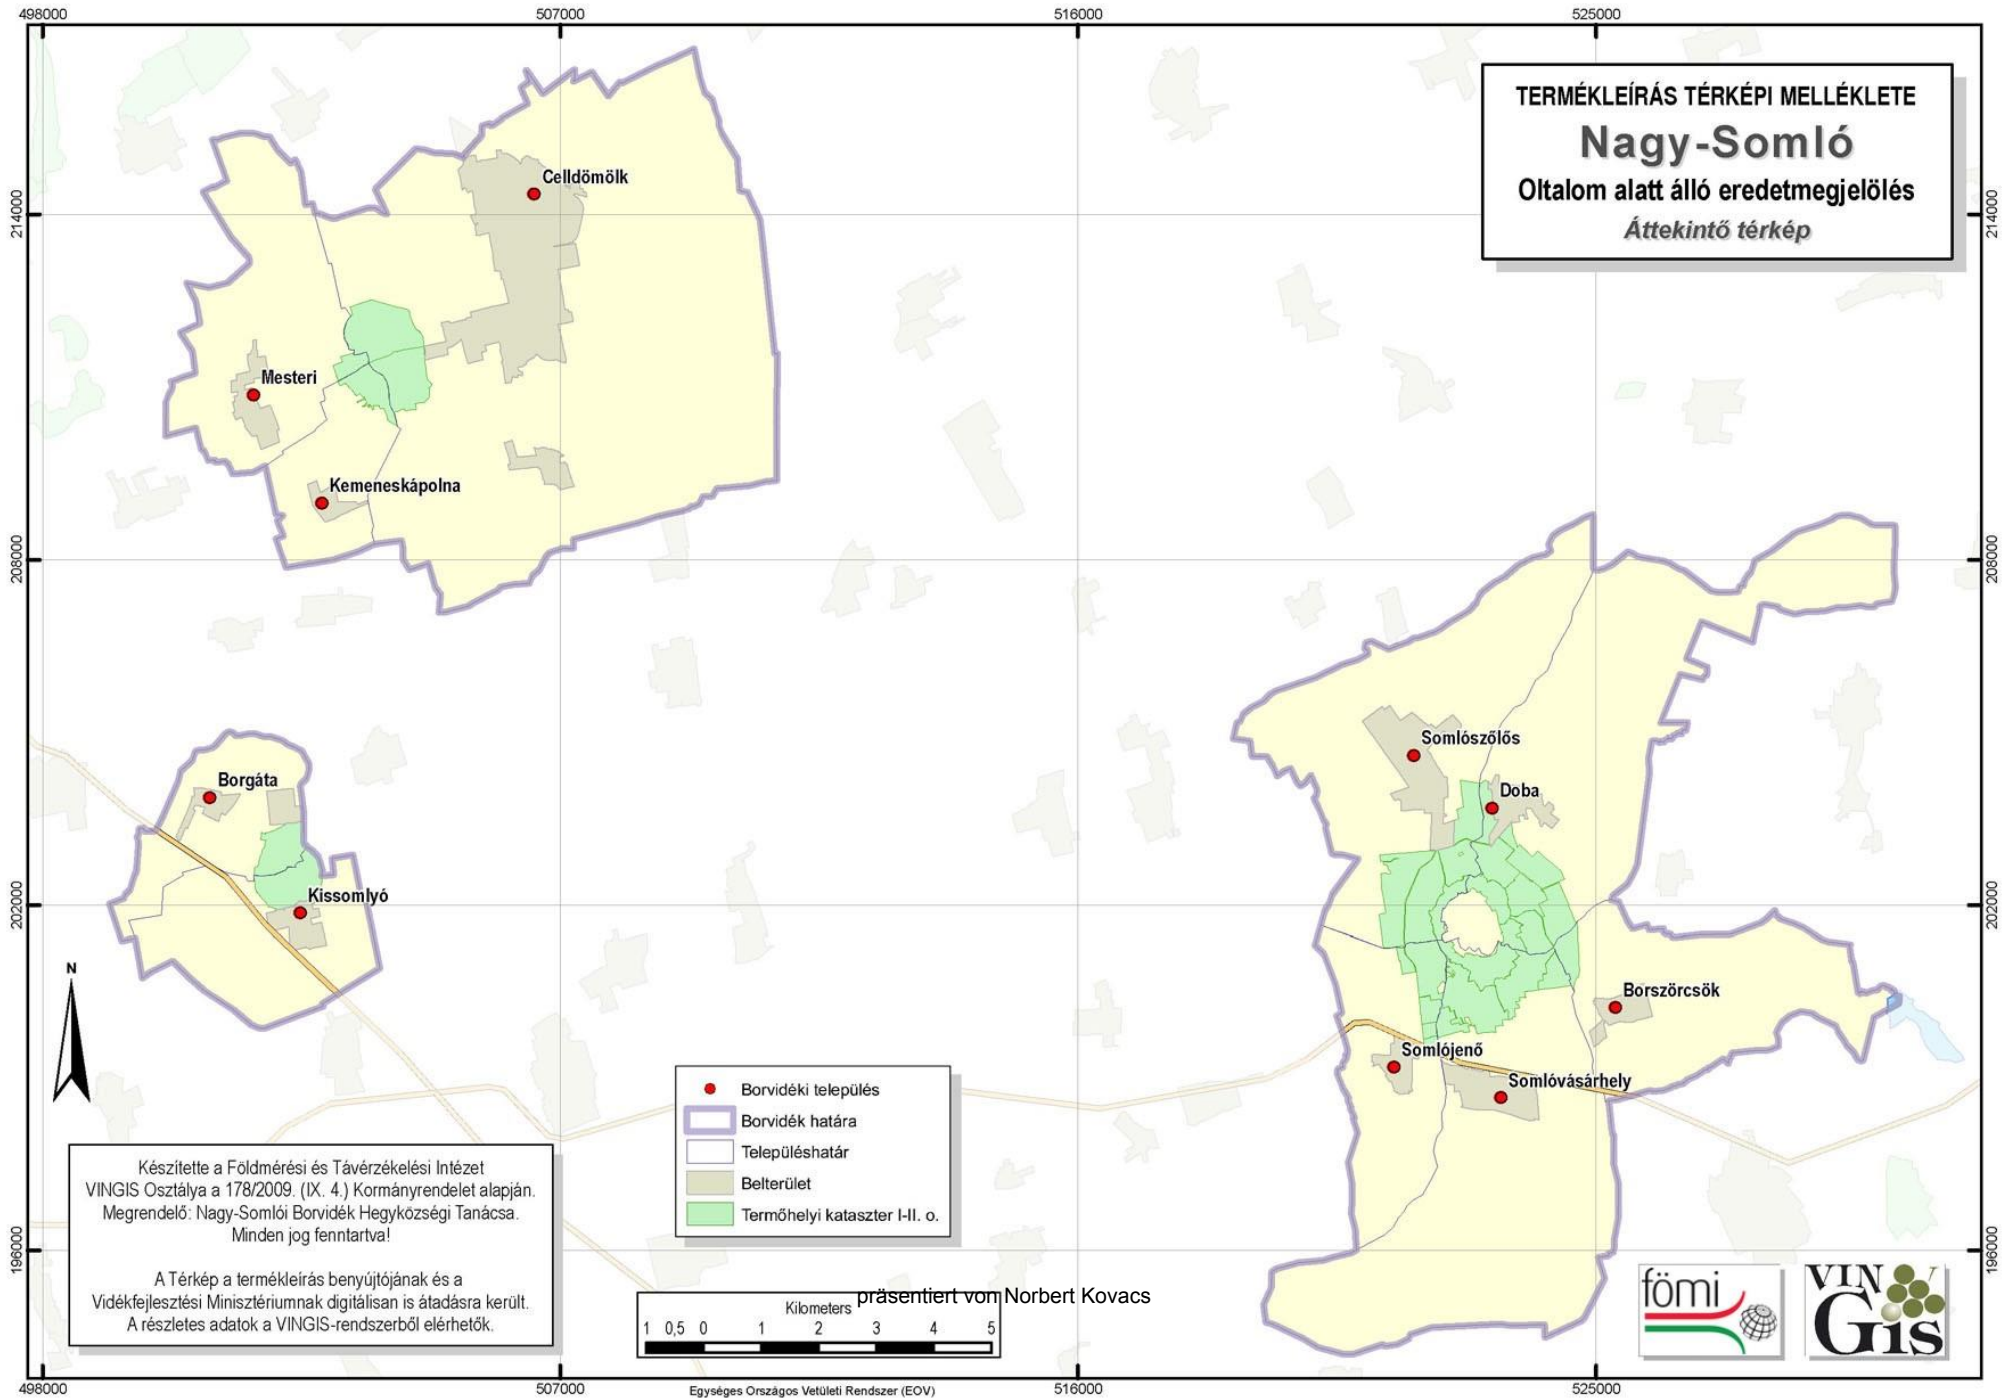 498000
507000
516000
525000
TERMÉKLEÍRÁS TÉRKÉPI MELLÉKLETE
Nagy-Somló
Oltalom alatt álló eredetmegjelölés
Áttekintő térkép
214000
214000
Celldömölk
Mesteri
Kemeneskápolna
208000
208000
Somlószőlős
Doba
Borgáta
Kissomlyó
202000
202000
Borszörcsök
Somlójenő
Somlóvásárhely
N
Borvidéki település
Borvidék határa
Településhatár
Belterület
Termőhelyi kataszter I-II. o.
Készítette a Földmérési és Távérzékelési Intézet
VINGIS Osztálya a 178/2009. (IX. 4.) Kormányrendelet alapján.
Megrendelő: Nagy-Somlói Borvidék Hegyközségi Tanácsa.
Minden jog fenntartva!
A Térkép a termékleírás benyújtójának és a
Vidékfejlesztési Minisztériumnak digitálisan is átadásra került.
A részletes adatok a VINGIS-rendszerből elérhetők.
196000
196000
präsentiert von Norbert Kovacs
Kilometers
1 0,5 0 1 2 3 4 5
fömi
VIN
Gis
498000
507000
Egységes Országos Vetületi Rendszer (EOV)
516000
525000